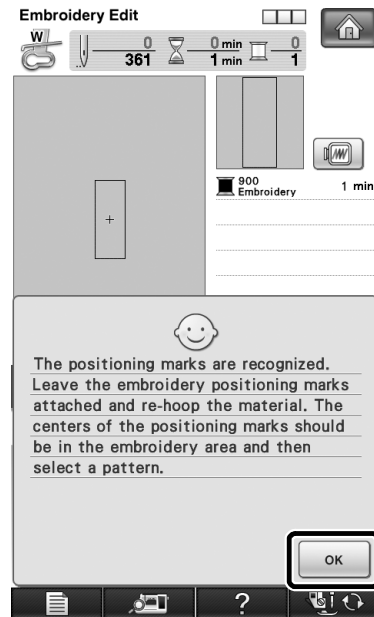 Embroidery Edit
W
0
361
0 min
1 min
0
1
900
Embroidery
1 min
The positioning marks are recognized.
Leave the embroidery positioning marks
attached and re-hoop the material. The
centers of the positioning marks should
be in the embroidery area and then
select a pattern.
OK
?